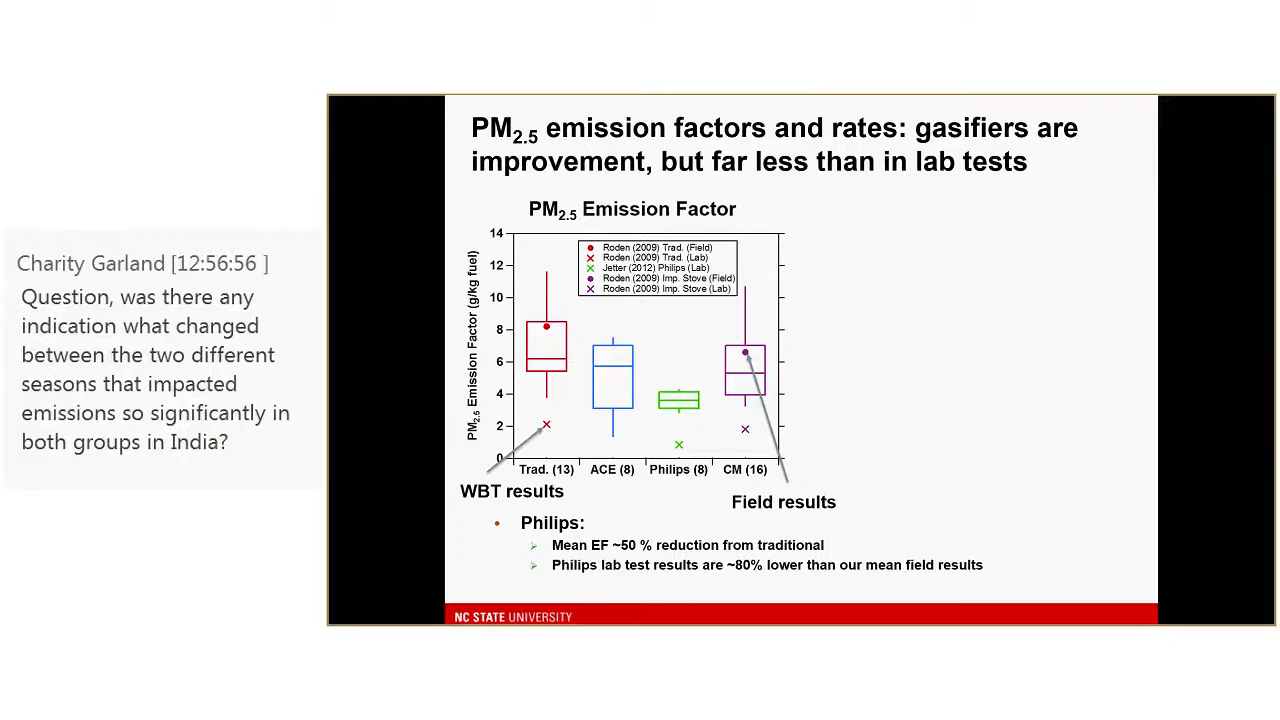 Charity Garland [12:56:56 ]
Question, was there any
indication what changed
between the two different
seasons that impacted
emissions so significantly in
both groups in India?
PM2.5 emission factors and rates: gasifiers are
improvement, but far less than in lab tests
PM2.5 Emission Factor
PM2.5 Emission Factor (g/kg fuel)
14
12
10
8
6
4
2
0
Roden (2009) Trad. (Field)
Roden (2009) Trad. (Lab)
Jetter (2012) Philips (Lab)
Roden (2009) Imp. Stove (Field)
Roden (2009) Imp. Stove (Lab)
Trad. (13) ACE (8) Philips (8) CM (16)
WBT results
Field results
• Philips:
Mean EF ~50 % reduction from traditional
Philips lab test results are ~80% lower than our mean field results
NC STATE UNIVERSITY